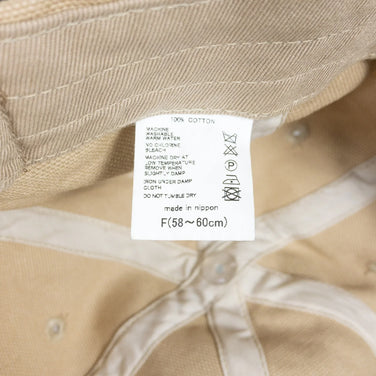 100% COTTON
MACHINE
WASHABLE
WARM WATER.
NO CHLORINE
BLEACH
MACHINE DRY AT
LOW TEMPERATURE
REMOVE WHEN
SLIGHTLY DAMP
IRON UNDER DAMP
CLOTH.
DO NOT TUMBLE DRY.
made in nippon
F(58～60cm)